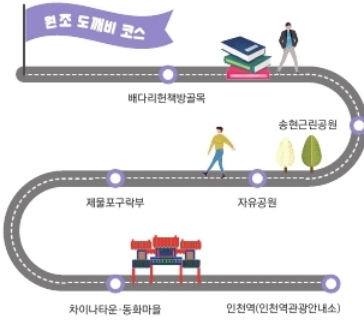 원조 도깨비 코스
배다리헌책방골목
송현근린공원
제물포구락부
자유공원
차이나타운·동화마을
인천역(인천역관광안내소)